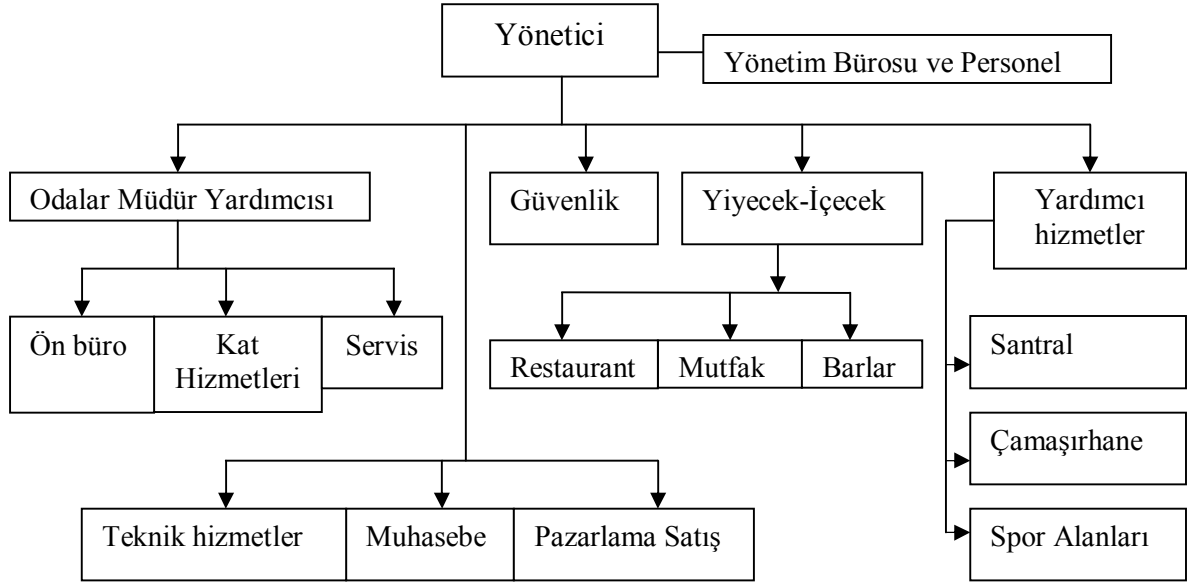 Yönetici
Yönetim Bürosu ve Personel
Odalar Müdür Yardımcısı
Güvenlik
Yiyecek-İçecek
Yardımcı
hizmetler
Ön büro
Kat
Hizmetleri
Servis
Restaurant
Mutfak
Barlar
Santral
Çamaşırhane
Spor Alanları
Teknik hizmetler
Muhasebe
Pazarlama Satış